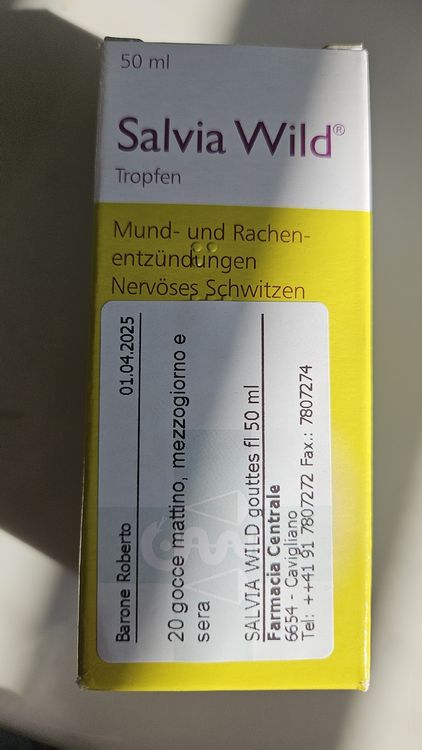 50 ml
Salvia Wild®
Tropfen
Mund- und Rachen-
entzündungen
Nervöses Schwitzen
Barone Roberto 01.04.2025
20 gocce mattino, mezzogiorno e
sera
SALVIA WILD gouttes fl 50 ml
Farmacia Centrale
6654 - Cavigliano
Tel: ++41 91 7807272 Fax.: 7807274